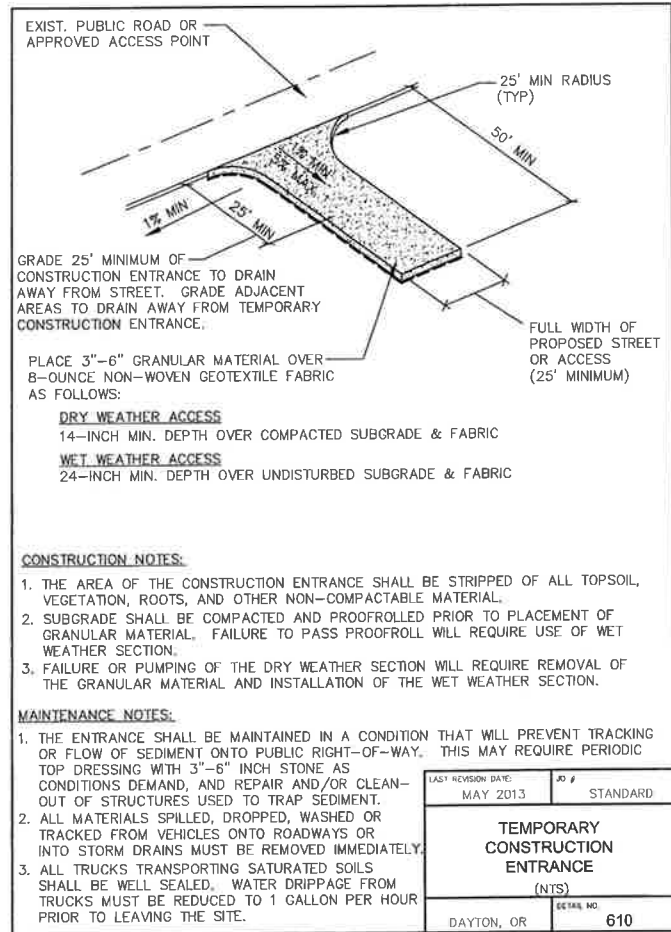 EXIST. PUBLIC ROAD OR
APPROVED ACCESS POINT
25' MIN RADIUS
(TYP)
50' MIN
1% MIN
5% MAX
1% MIN
25' MIN
GRADE 25' MINIMUM OF
CONSTRUCTION ENTRANCE TO DRAIN
AWAY FROM STREET. GRADE ADJACENT
AREAS TO DRAIN AWAY FROM TEMPORARY
CONSTRUCTION ENTRANCE.
FULL WIDTH OF
PROPOSED STREET
OR ACCESS
(25' MINIMUM)
PLACE 3"-6" GRANULAR MATERIAL OVER
8-OUNCE NON-WOVEN GEOTEXTILE FABRIC
AS FOLLOWS:
DRY WEATHER ACCESS
14-INCH MIN. DEPTH OVER COMPACTED SUBGRADE & FABRIC
WET WEATHER ACCESS
24-INCH MIN. DEPTH OVER UNDISTURBED SUBGRADE & FABRIC
CONSTRUCTION NOTES:
1. THE AREA OF THE CONSTRUCTION ENTRANCE SHALL BE STRIPPED OF ALL TOPSOIL,
VEGETATION, ROOTS, AND OTHER NON-COMPACTABLE MATERIAL.
2. SUBGRADE SHALL BE COMPACTED AND PROOFROLLED PRIOR TO PLACEMENT OF
GRANULAR MATERIAL. FAILURE TO PASS PROOFROLL WILL REQUIRE USE OF WET
WEATHER SECTION.
3. FAILURE OR PUMPING OF THE DRY WEATHER SECTION WILL REQUIRE REMOVAL OF
THE GRANULAR MATERIAL AND INSTALLATION OF THE WET WEATHER SECTION.
MAINTENANCE NOTES:
1. THE ENTRANCE SHALL BE MAINTAINED IN A CONDITION THAT WILL PREVENT TRACKING
OR FLOW OF SEDIMENT ONTO PUBLIC RIGHT-OF-WAY. THIS MAY REQUIRE PERIODIC
TOP DRESSING WITH 3"-6" INCH STONE AS
CONDITIONS DEMAND, AND REPAIR AND/OR CLEAN-
OUT OF STRUCTURES USED TO TRAP SEDIMENT.
2. ALL MATERIALS SPILLED, DROPPED, WASHED OR
TRACKED FROM VEHICLES ONTO ROADWAYS OR
INTO STORM DRAINS MUST BE REMOVED IMMEDIATELY.
3. ALL TRUCKS TRANSPORTING SATURATED SOILS
SHALL BE WELL SEALED. WATER DRIPPAGE FROM
TRUCKS MUST BE REDUCED TO 1 GALLON PER HOUR
PRIOR TO LEAVING THE SITE.
LAST REVISION DATE:
MAY 2013
JO #
STANDARD
TEMPORARY
CONSTRUCTION
ENTRANCE
(NTS)
DAYTON, OR
DETAIL NO.
610